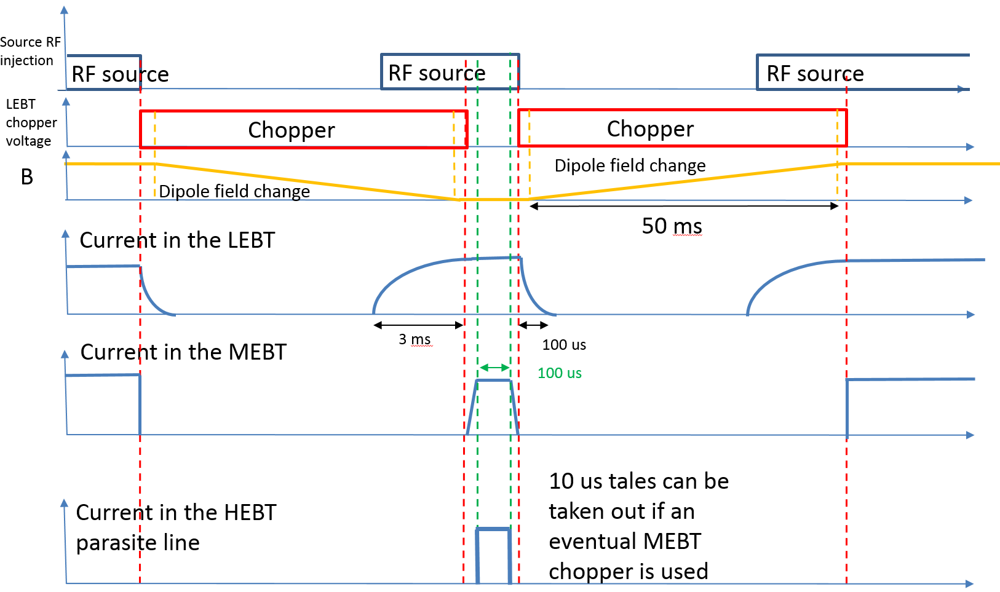 Source RF
injection
RF source
RF source
RF source
LEBT
chopper
voltage
Chopper
Chopper
B
Dipole field change
Dipole field change
50 ms
Current in the LEBT
3 ms
100 us
Current in the MEBT
100 us
10 us tales can be
taken out if an
eventual MEBT
chopper is used
Current in the HEBT
parasite line